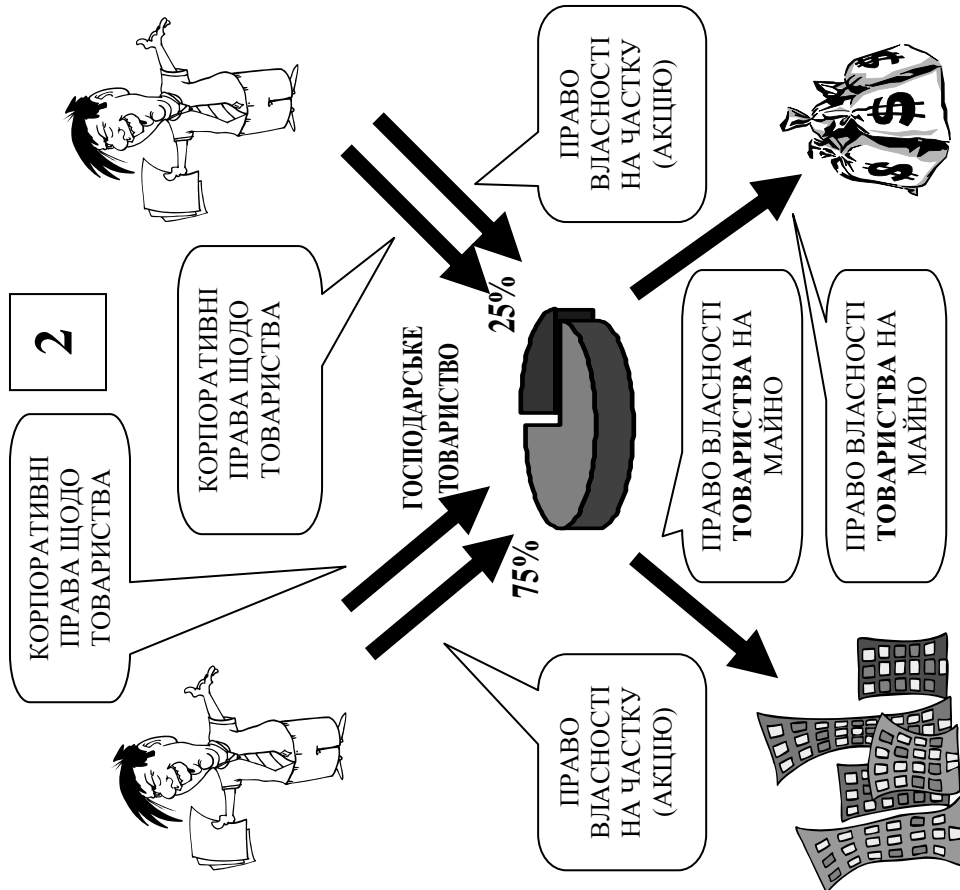 2
КОРПОРАТИВНІ
ПРАВА ЩОДО
ТОВАРИСТВА
КОРПОРАТИВНІ
ПРАВА ЩОДО
ТОВАРИСТВА
ГОСПОДАРСЬКЕ
ТОВАРИСТВО
75%
25%
ПРАВО
ВЛАСНОСТІ
НА ЧАСТКУ
(АКЦІЮ)
ПРАВО
ВЛАСНОСТІ
НА ЧАСТКУ
(АКЦІЮ)
ПРАВО ВЛАСНОСТІ
ТОВАРИСТВА НА
МАЙНО
ПРАВО ВЛАСНОСТІ
ТОВАРИСТВА НА
МАЙНО
$
$
$